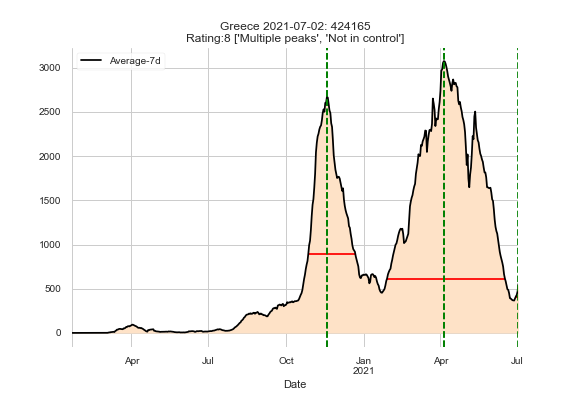 Greece 2021-07-02: 424165
Rating:8 ['Multiple peaks', 'Not in control']
Average-7d
3000
2500
2000
1500
1000
500
0
Apr
Jul
Oct
Jan
2021
Apr
Jul
Date